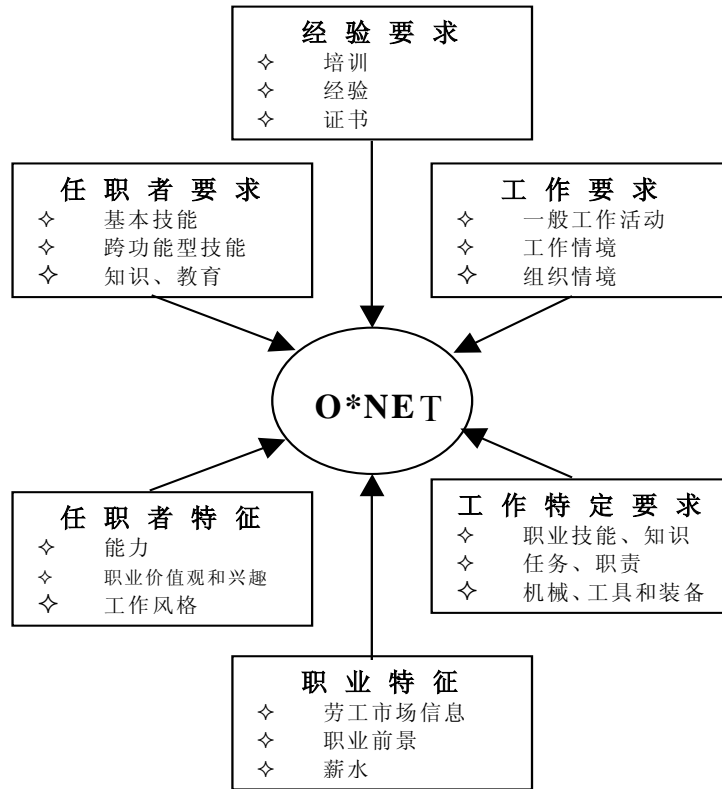 经验要求
✧ 培训
✧ 经验
✧ 证书
任职者要求
✧ 基本技能
✧ 跨功能型技能
✧ 知识、教育
工作要求
✧ 一般工作活动
✧ 工作情境
✧ 组织情境
O*NET
任职者特征
✧ 能力
✧ 职业价值观和兴趣
✧ 工作风格
工作特定要求
✧ 职业技能、知识
✧ 任务、职责
✧ 机械、工具和装备
职业特征
✧ 劳工市场信息
✧ 职业前景
✧ 薪水